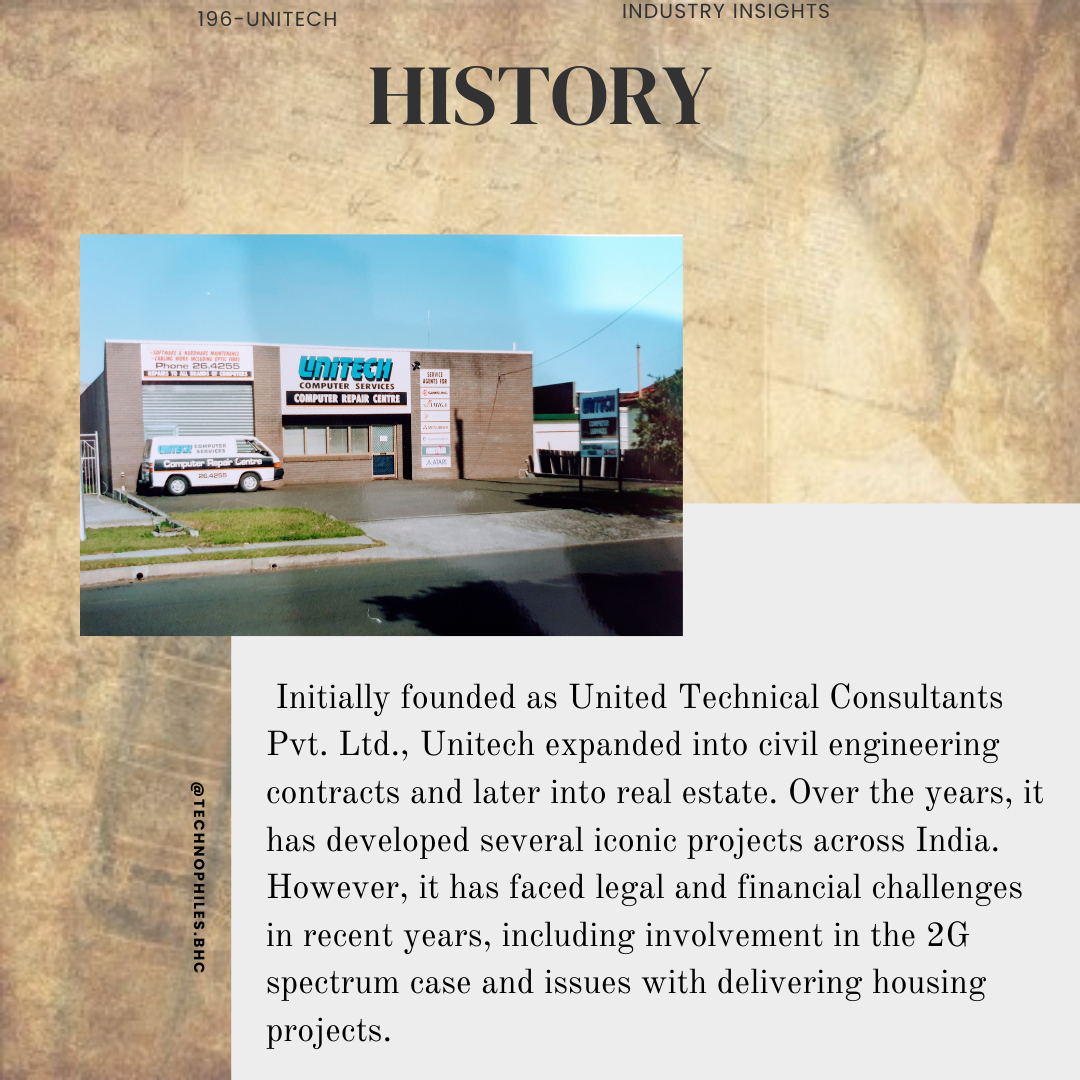 196-UNITECH
INDUSTRY INSIGHTS
HISTORY
-SOFTWARE & HARDWARE MAINTENANCE
-CABLING WORK INCLUDING OPTIC FIBRE
Phone 26.4255
REPAIRS TO ALL BRANDS OF COMPUTERS
UNITECH
COMPUTER SERVICES
COMPUTER REPAIR CENTRE
SERVICE
AGENTS FOR
MITSUBISHI
ATARI
UNITECH
COMPUTER
SERVICES
UNITECH COMPUTER
SERVICES
Computer Repair Centre
26.4255
Initially founded as United Technical Consultants
Pvt. Ltd., Unitech expanded into civil engineering
contracts and later into real estate. Over the years, it
has developed several iconic projects across India.
However, it has faced legal and financial challenges
in recent years, including involvement in the 2G
spectrum case and issues with delivering housing
projects.
@TECHNOPHILES.BHC